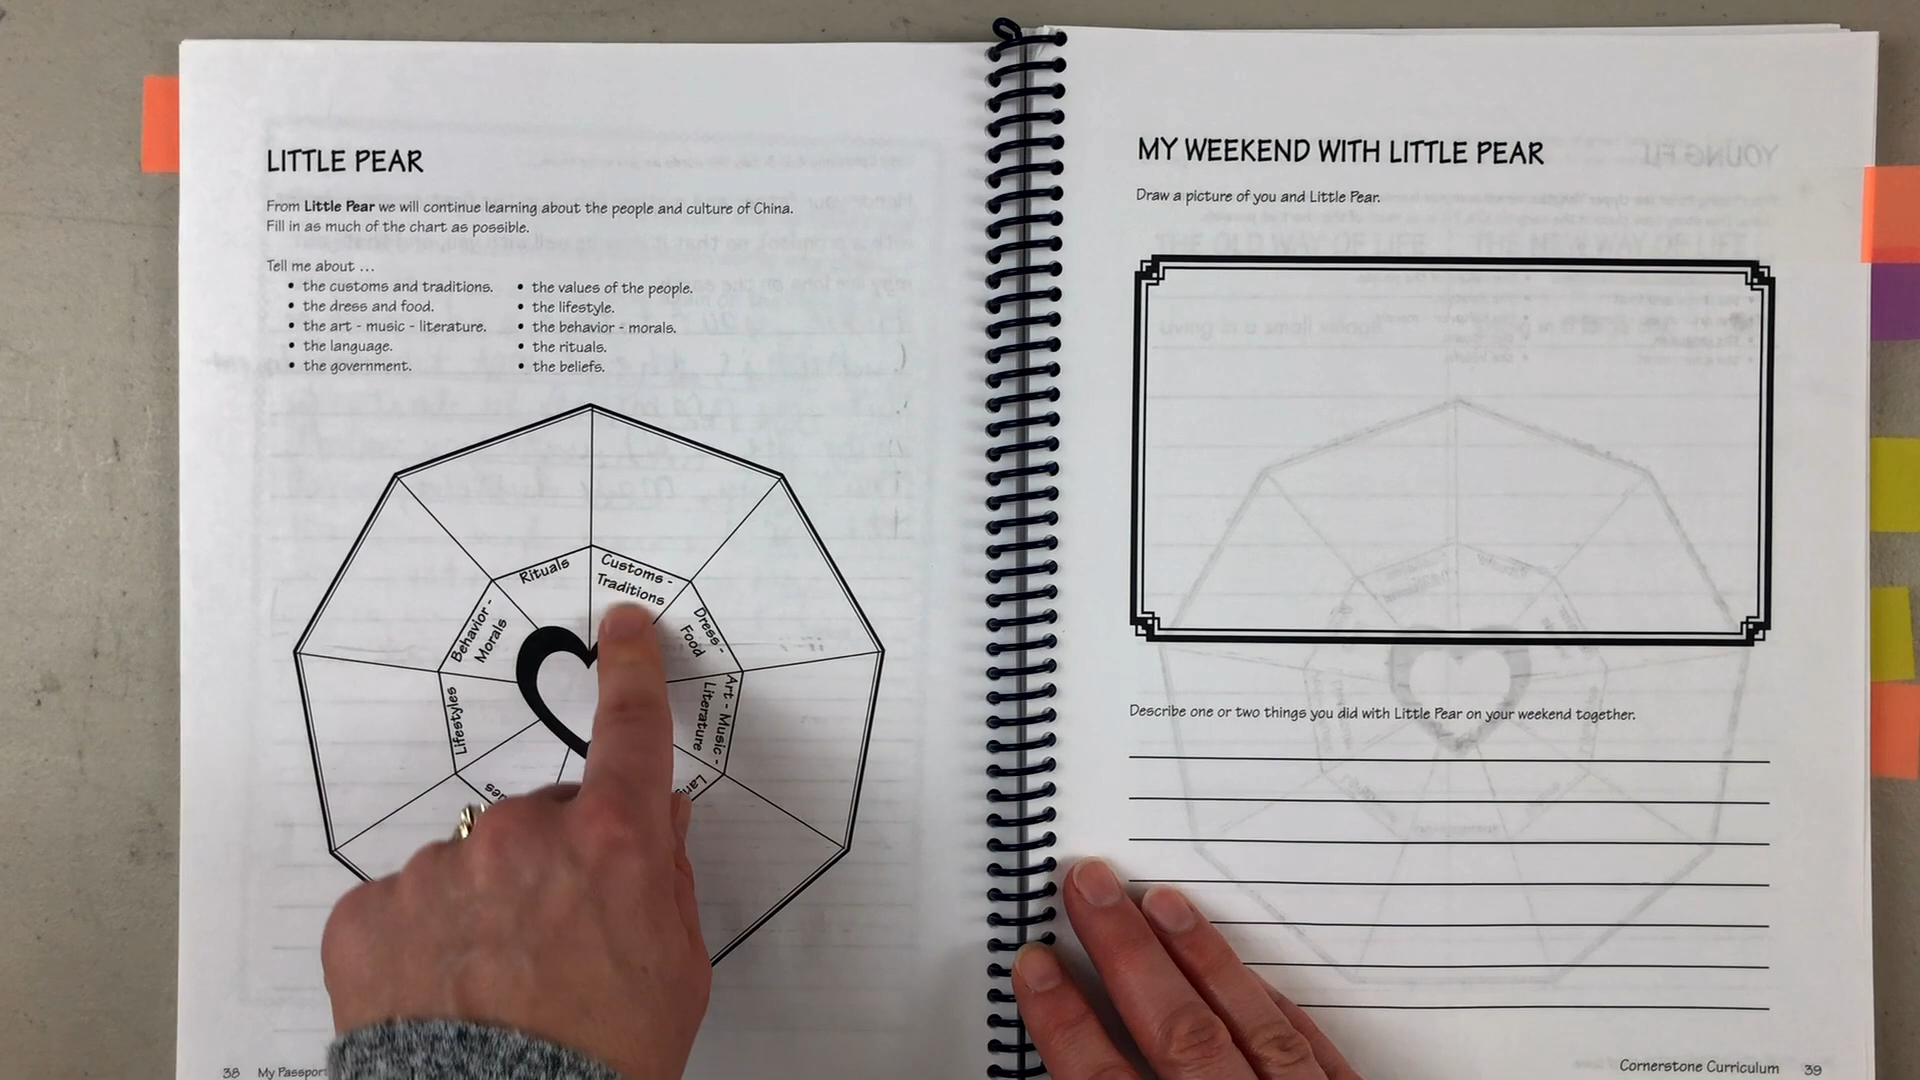 LITTLE PEAR
From Little Pear we will continue learning about the people and culture of China.
Fill in as much of the chart as possible.
Tell me about ...
• the customs and traditions.
• the dress and food.
• the art - music - literature.
• the language.
• the government.
• the values of the people.
• the lifestyle.
• the behavior - morals.
• the rituals.
• the beliefs.
Rituals
Customs -
Traditions
Dress -
Food
Art - Music -
Literature
Behavior -
Morals
Lifestyles
38 My
MY WEEKEND WITH LITTLE PEAR
Draw a picture of you and Little Pear.
Describe one or two things you did with Little Pear on your weekend together.
Cornerstone Curriculum 39